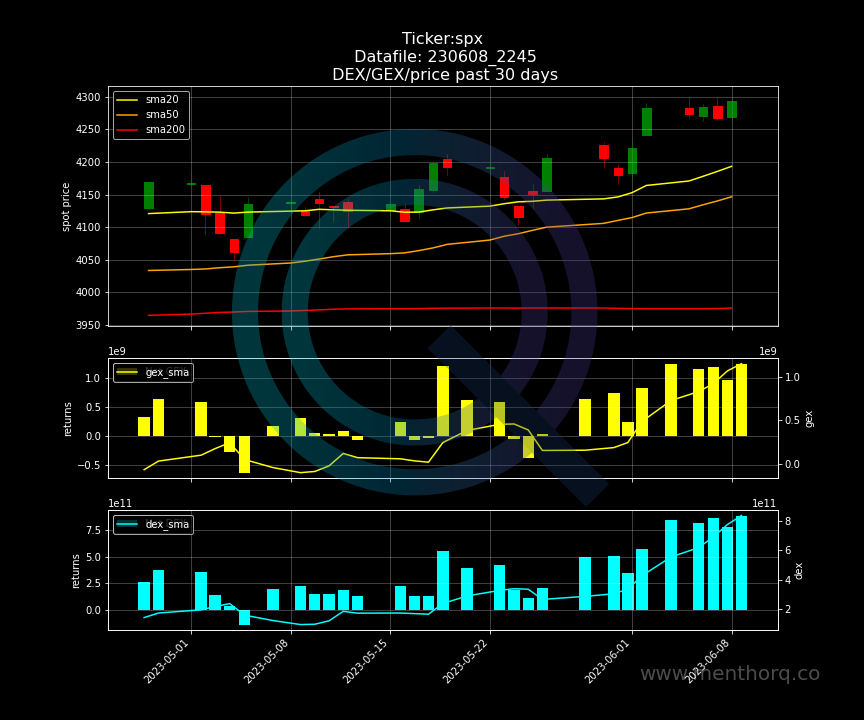 Ticker:spx
Datafile: 230608_2245
DEX/GEX/price past 30 days
4300
4250
4200
4150
4100
4050
4000
3950
spot price
sma20
sma50
sma200
1e9
1e9
1.0
0.5
0.0
−0.5
returns
gex_sma
1.0
0.5
0.0
gex
1e11
1e11
7.5
5.0
2.5
0.0
returns
dex_sma
8
6
4
2
dex
2023-05-01
2023-05-08
2023-05-15
2023-05-22
2023-06-01
2023-06-08
www.menthorq.co